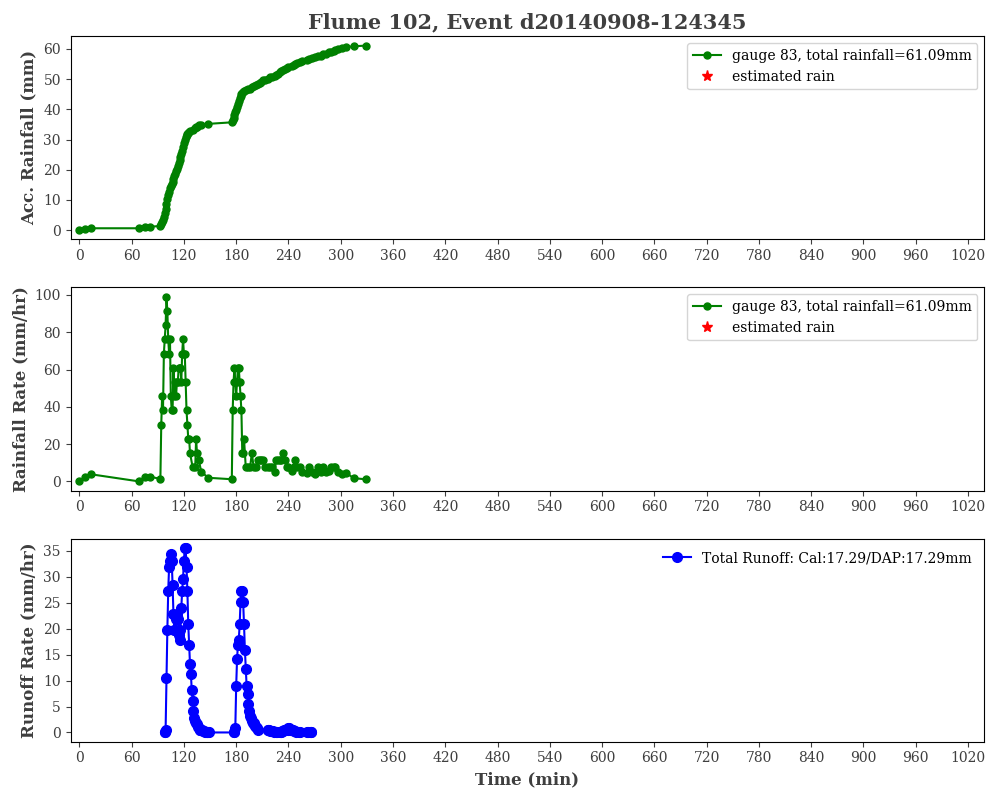 Flume 102, Event d20140908-124345
Acc. Rainfall (mm)
60
50
40
30
20
10
0
gauge 83, total rainfall=61.09mm
estimated rain
0 60 120 180 240 300 360 420 480 540 600 660 720 780 840 900 960 1020
Rainfall Rate (mm/hr)
100
80
60
40
20
0
gauge 83, total rainfall=61.09mm
estimated rain
0 60 120 180 240 300 360 420 480 540 600 660 720 780 840 900 960 1020
Runoff Rate (mm/hr)
35
30
25
20
15
10
5
0
Total Runoff: Cal:17.29/DAP:17.29mm
0 60 120 180 240 300 360 420 480 540 600 660 720 780 840 900 960 1020
Time (min)